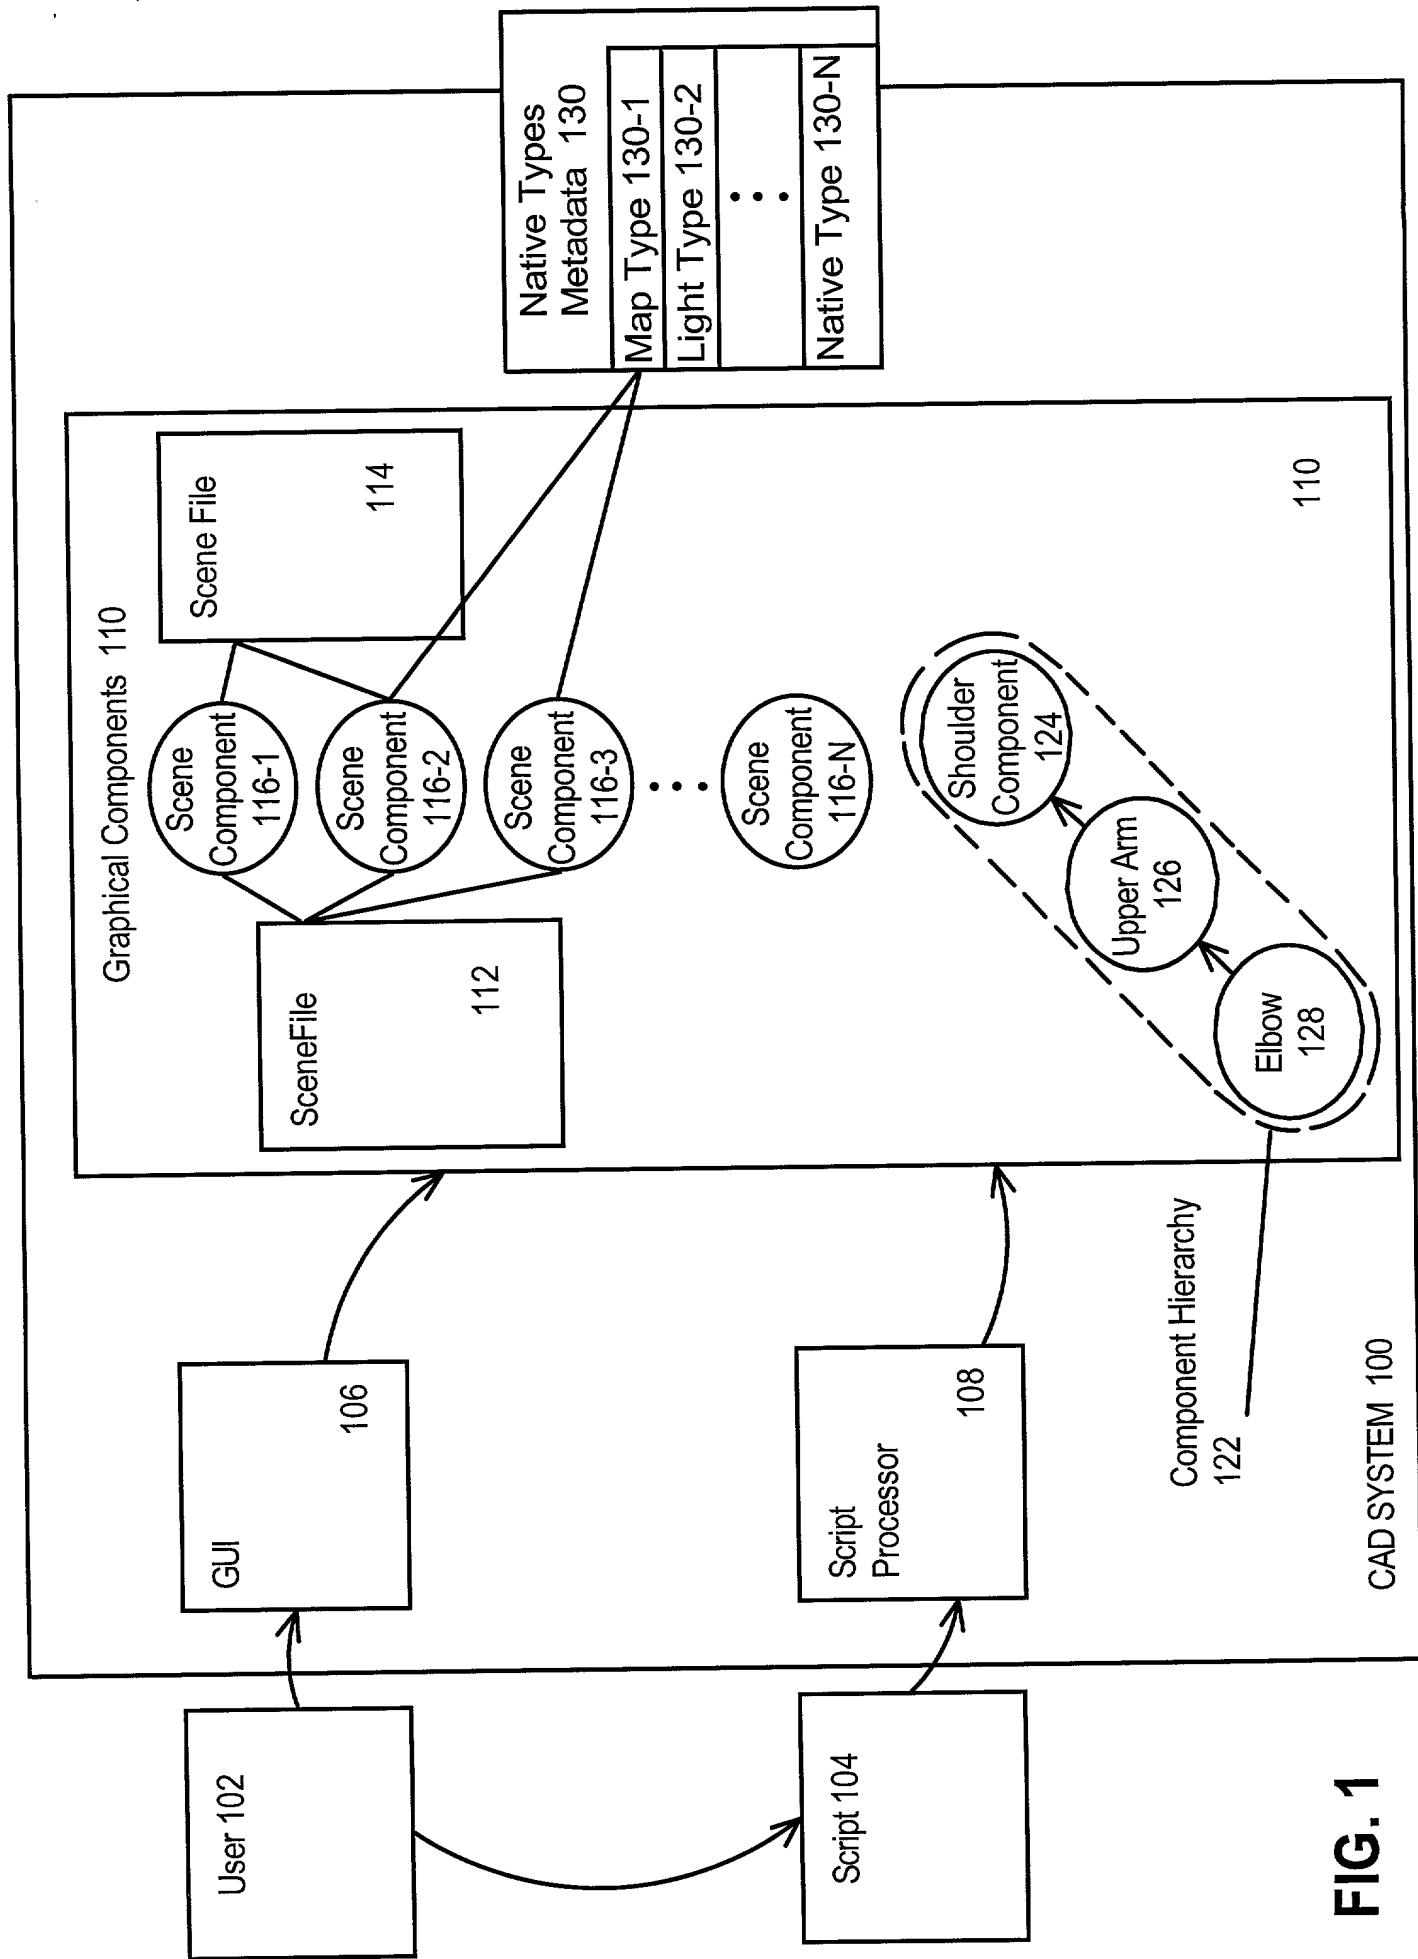 User 102
Script 104
GUI
106
Script
Processor
108
CAD SYSTEM 100
Component Hierarchy
122
Graphical Components 110
SceneFile
112
Scene File
114
Scene
Component
116-1
Scene
Component
116-2
Scene
Component
116-3
Scene
Component
116-N
Shoulder
Component
124
Upper Arm
126
Elbow
128
110
Native Types
Metadata 130
Map Type 130-1
Light Type 130-2
Native Type 130-N
FIG. 1